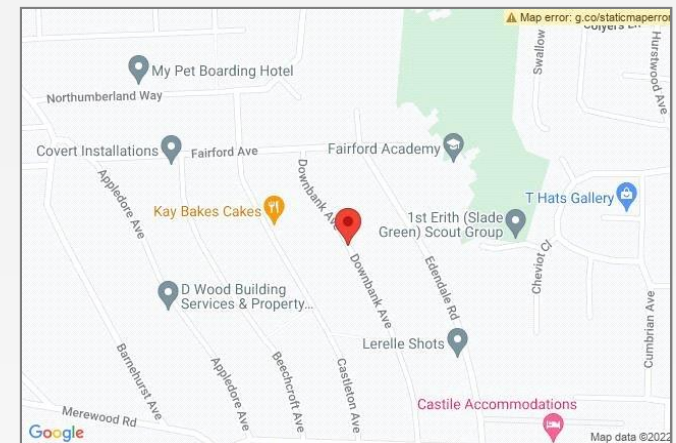 Map error: g.co/staticmaperror
Colyers L
Swallow
Hurstwood Ave
My Pet Boarding Hotel
Northumberland Way
Covert Installations
Fairford Ave
Fairford Academy
Appledore Ave
Downbank Ave
T Hats Gallery
Kay Bakes Cakes
1st Erith (Slade
Green) Scout Group
Downbank Ave
Edendale Rd
Cheviot Cl
D Wood Building
Services & Property...
Cumbrian Ave
Lerelle Shots
Barnehurst Ave
Appledore Ave
Beechcroft Ave
Castleton Ave
Castile Accommodations
Merewood Rd
Google
Map data ©2022